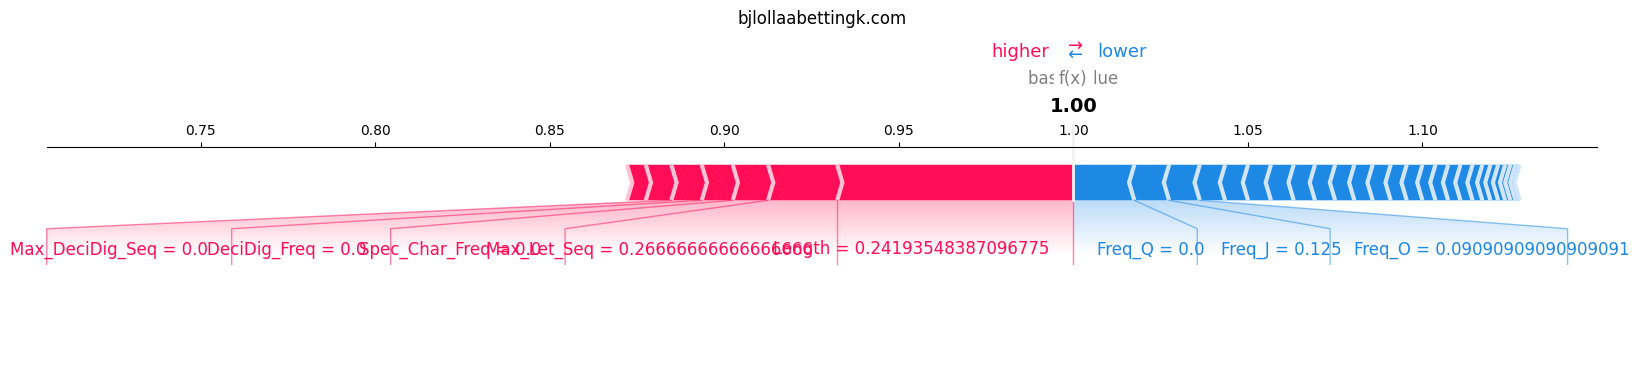 bjlollaabettingk.com
higher ⇄ lower
f(x)
1.00
0.75 0.80 0.85 0.90 0.95 1.00 1.05 1.10
Max_DeciDig_Seq = 0.0 DeciDig_Freq = 0.0 Spec_Char_Freq = 0.0 Max_Let_Seq = 0.26666666666666666 Length = 0.24193548387096775 Freq_Q = 0.0 Freq_J = 0.125 Freq_O = 0.09090909090909091